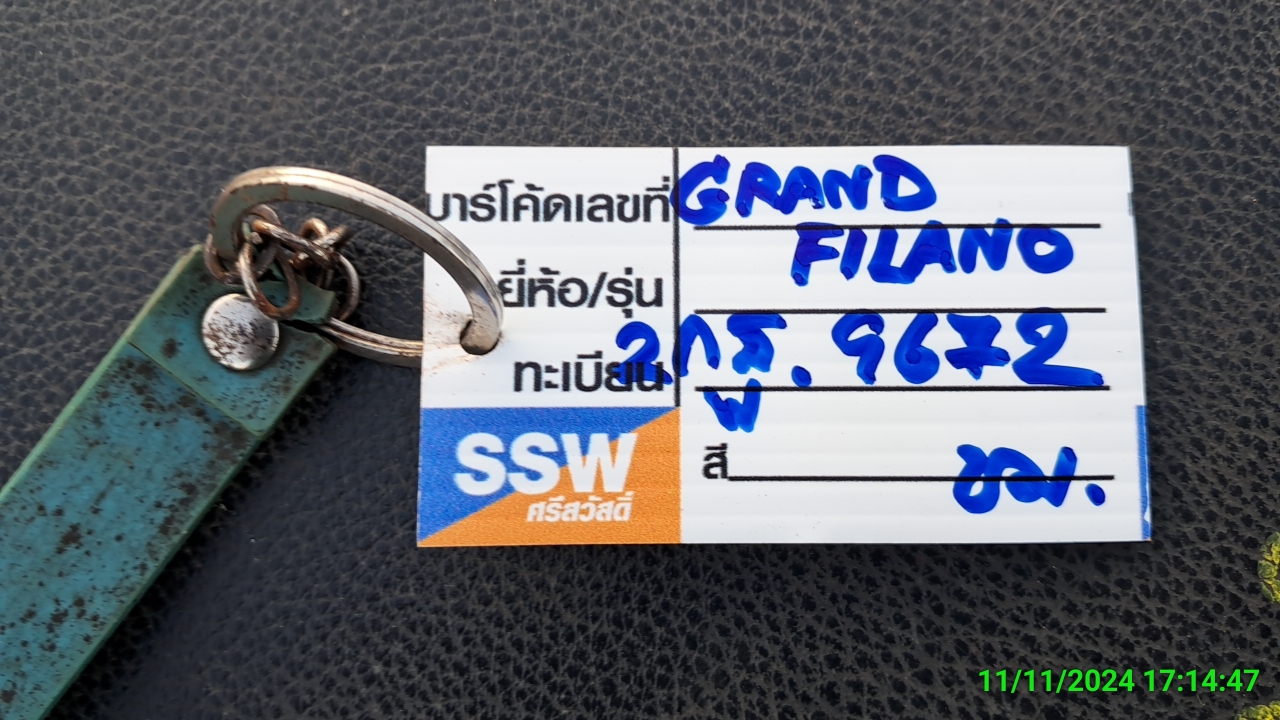 บาร์โค้ดเลขที่ GRAND
FILANO
ยี่ห้อ/รุ่น
ทะเบียน 2กฐ. 9672
ฟ
สี ชม.
SSW
ศรีสวัสดิ์
11/11/2024 17:14:47